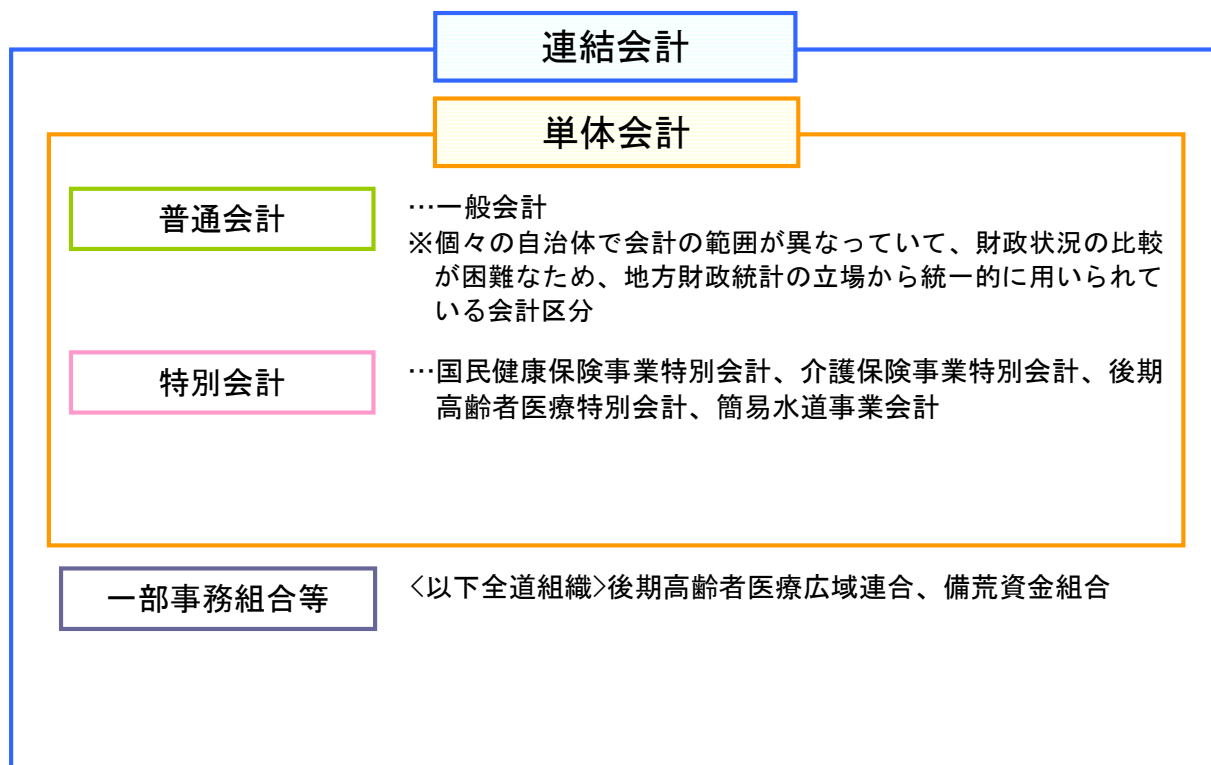 連結会計
単体会計
普通会計
…一般会計
※個々の自治体で会計の範囲が異なっていて、財政状況の比較
が困難なため、地方財政統計の立場から統一的に用いられて
いる会計区分
特別会計
…国民健康保険事業特別会計、介護保険事業特別会計、後期
高齢者医療特別会計、簡易水道事業会計
一部事務組合等
<以下全道組織>後期高齢者医療広域連合、備荒資金組合